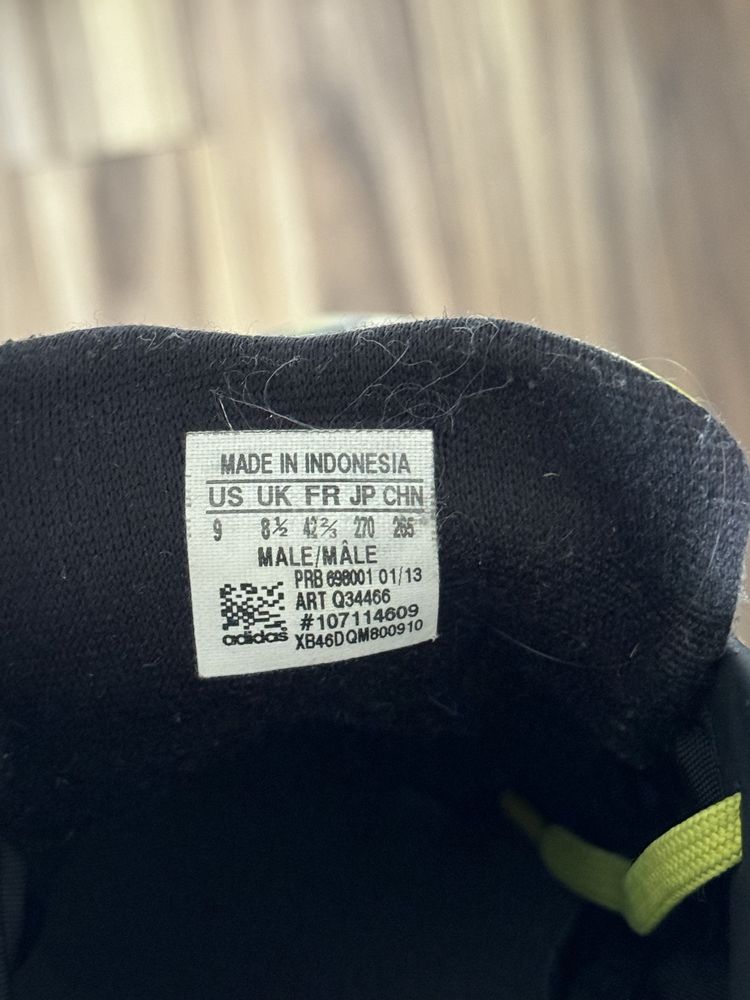 MADE IN INDONESIA
US UK FR JP CHN
9 8½ 42⅔ 270 265
MALE/MÂLE
PRB 698001 01/13
ART Q34466
#107114609
adidas XB46DQM800910